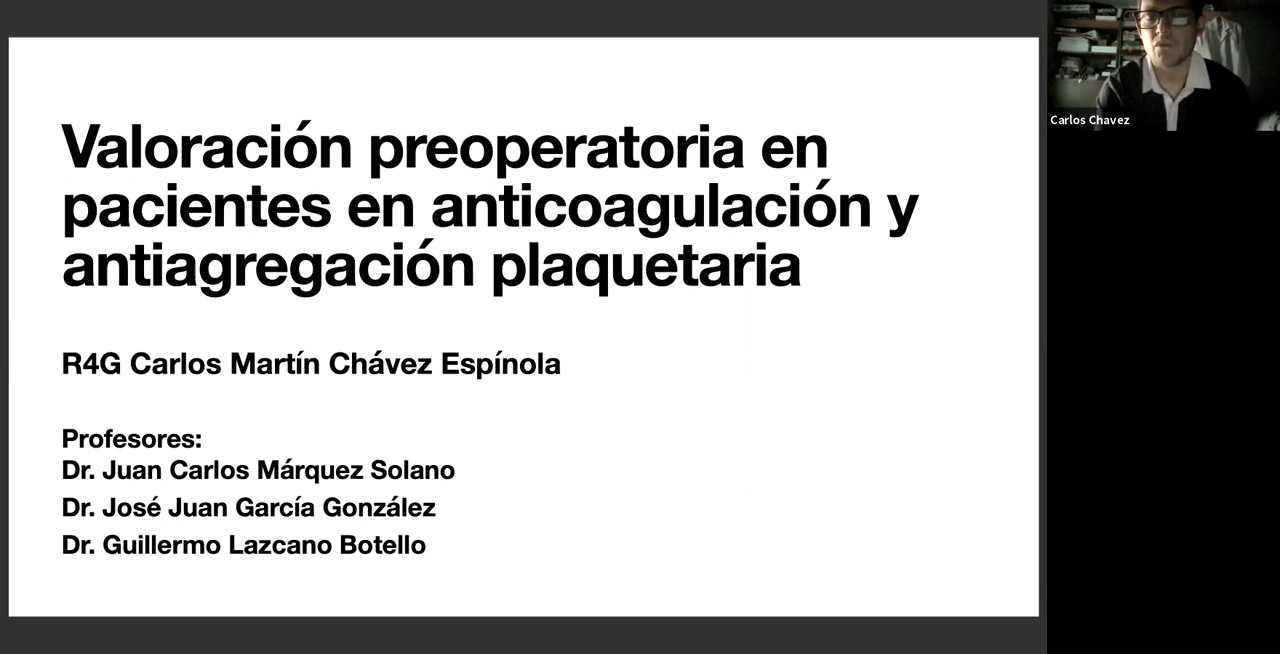 Valoración preoperatoria en
pacientes en anticoagulación y
antiagregación plaquetaria
R4G Carlos Martín Chávez Espínola
Profesores:
Dr. Juan Carlos Márquez Solano
Dr. José Juan García González
Dr. Guillermo Lazcano Botello
Carlos Chavez